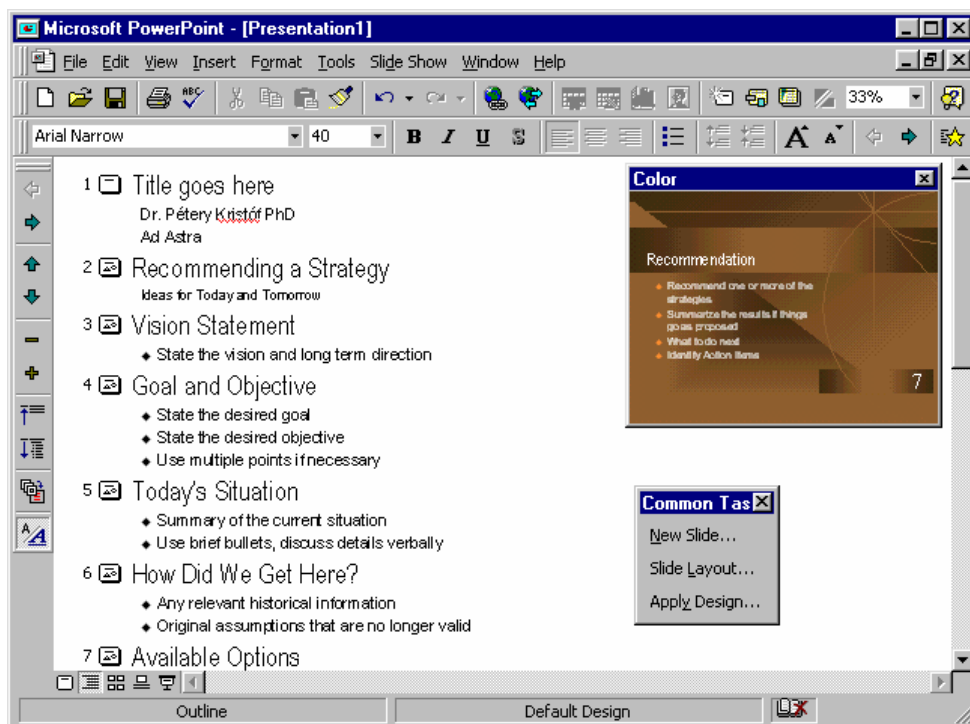 Microsoft PowerPoint - [Presentation1]
File Edit View Insert Format Tools Slide Show Window Help
ABC
33%
Arial Narrow 40 B I U S A A
1 Title goes here
Dr. Pétery Kristóf PhD
Ad Astra
2 Recommending a Strategy
Ideas for Today and Tomorrow
3 Vision Statement
State the vision and long term direction
4 Goal and Objective
State the desired goal
State the desired objective
Use multiple points if necessary
5 Today's Situation
Summary of the current situation
Use brief bullets, discuss details verbally
6 How Did We Get Here?
Any relevant historical information
Original assumptions that are no longer valid
7 Available Options
Color
Recommendation
Recommend one or more of the
strategies
Summarize the results if things
go as proposed
What to do next
Identify Action Items
7
Common Tas
New Slide...
Slide Layout...
Apply Design...
A/A
Outline Default Design